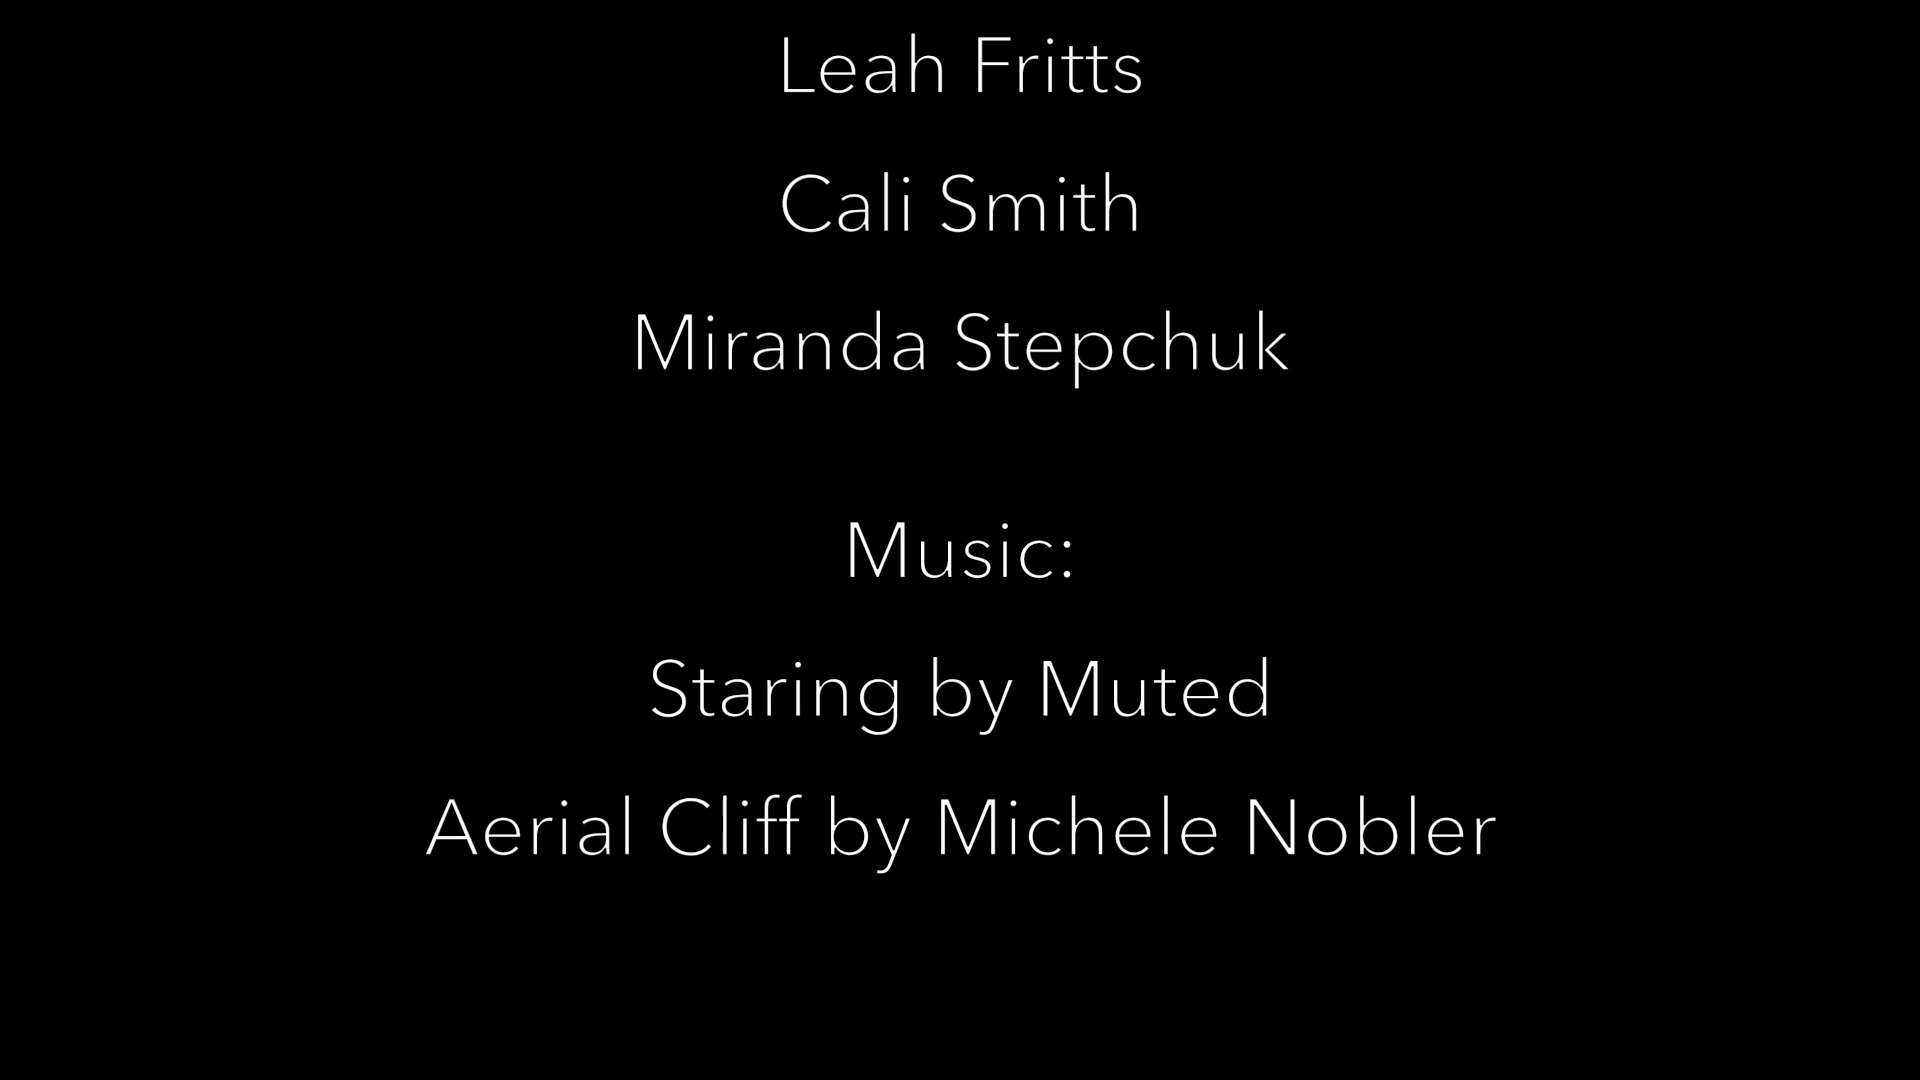 Leah Fritts
Cali Smith
Miranda Stepchuk
Music:
Staring by Muted
Aerial Cliff by Michele Nobler